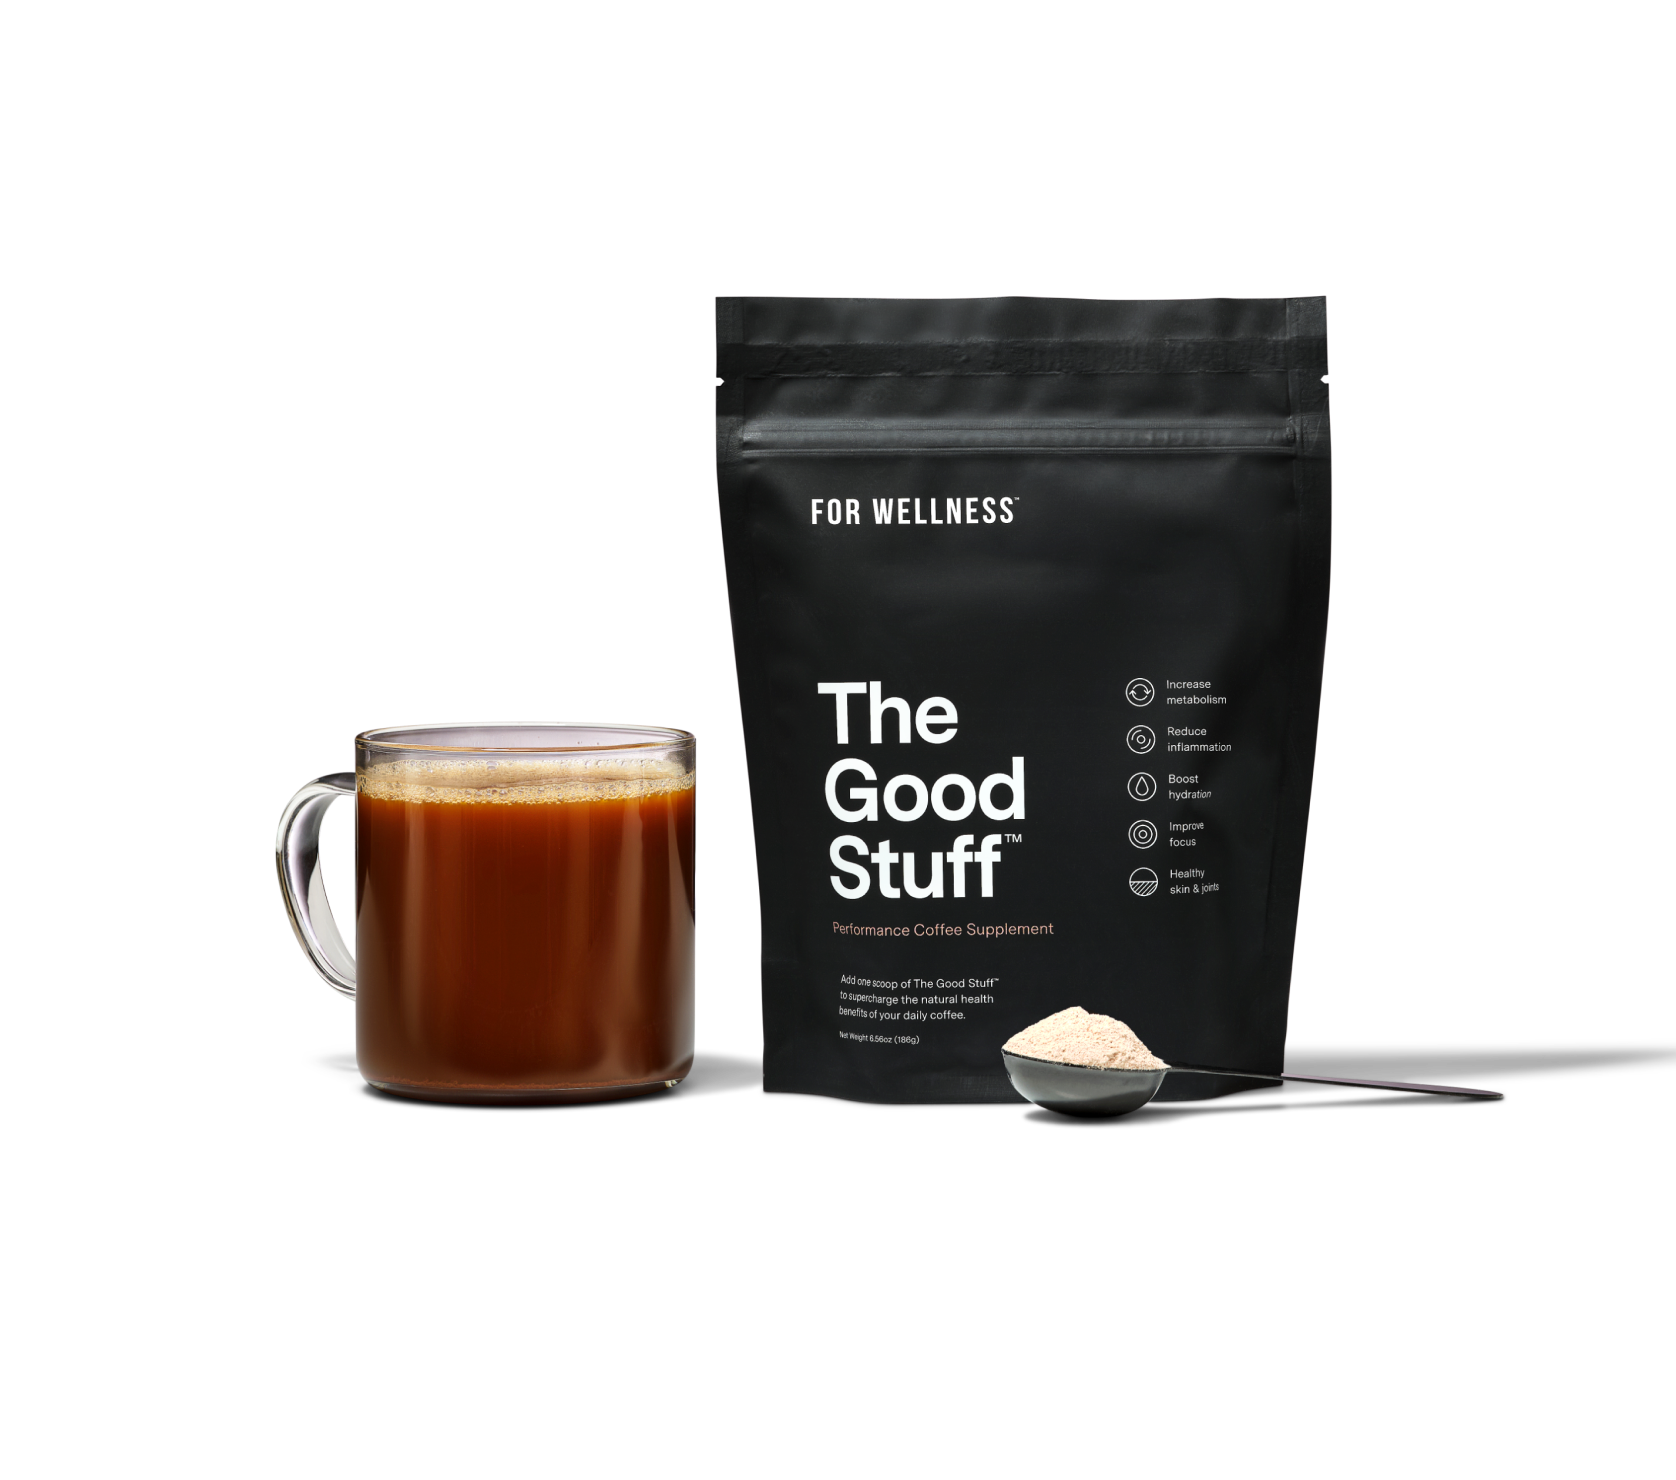 FOR WELLNESS™
The
Good
Stuff™
Performance Coffee Supplement
Add one scoop of The Good Stuff™
to supercharge the natural health
benefits of your daily coffee.
Net Weight 6.56oz (186g)
Increase
metabolism
Reduce
inflammation
Boost
hydration
Improve
focus
Healthy
skin & joints